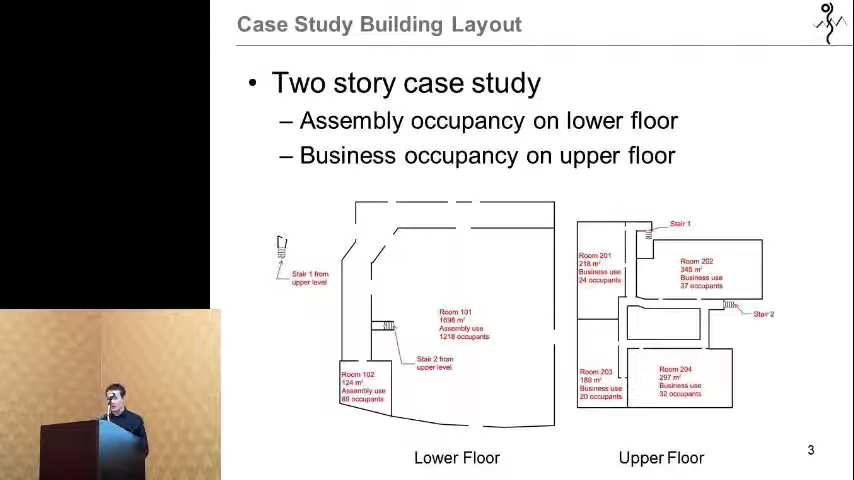 Case Study Building Layout
• Two story case study
– Assembly occupancy on lower floor
– Business occupancy on upper floor
Stair 1 from
upper level
Room 101
1698 m²
Assembly use
1218 occupants
Stair 2 from
upper level
Room 102
124 m²
Assembly use
89 occupants
Lower Floor
Stair 1
Room 201
218 m²
Business use
24 occupants
Room 202
345 m²
Business use
37 occupants
Stair 2
Room 203
189 m²
Business use
20 occupants
Room 204
297 m²
Business use
32 occupants
Upper Floor
3